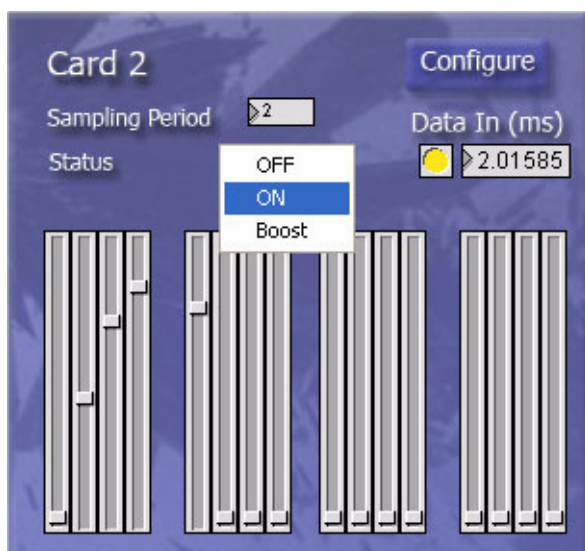 Card 2
Configure
Sampling Period
2
Data In (ms)
Status
2.01585
OFF
ON
Boost